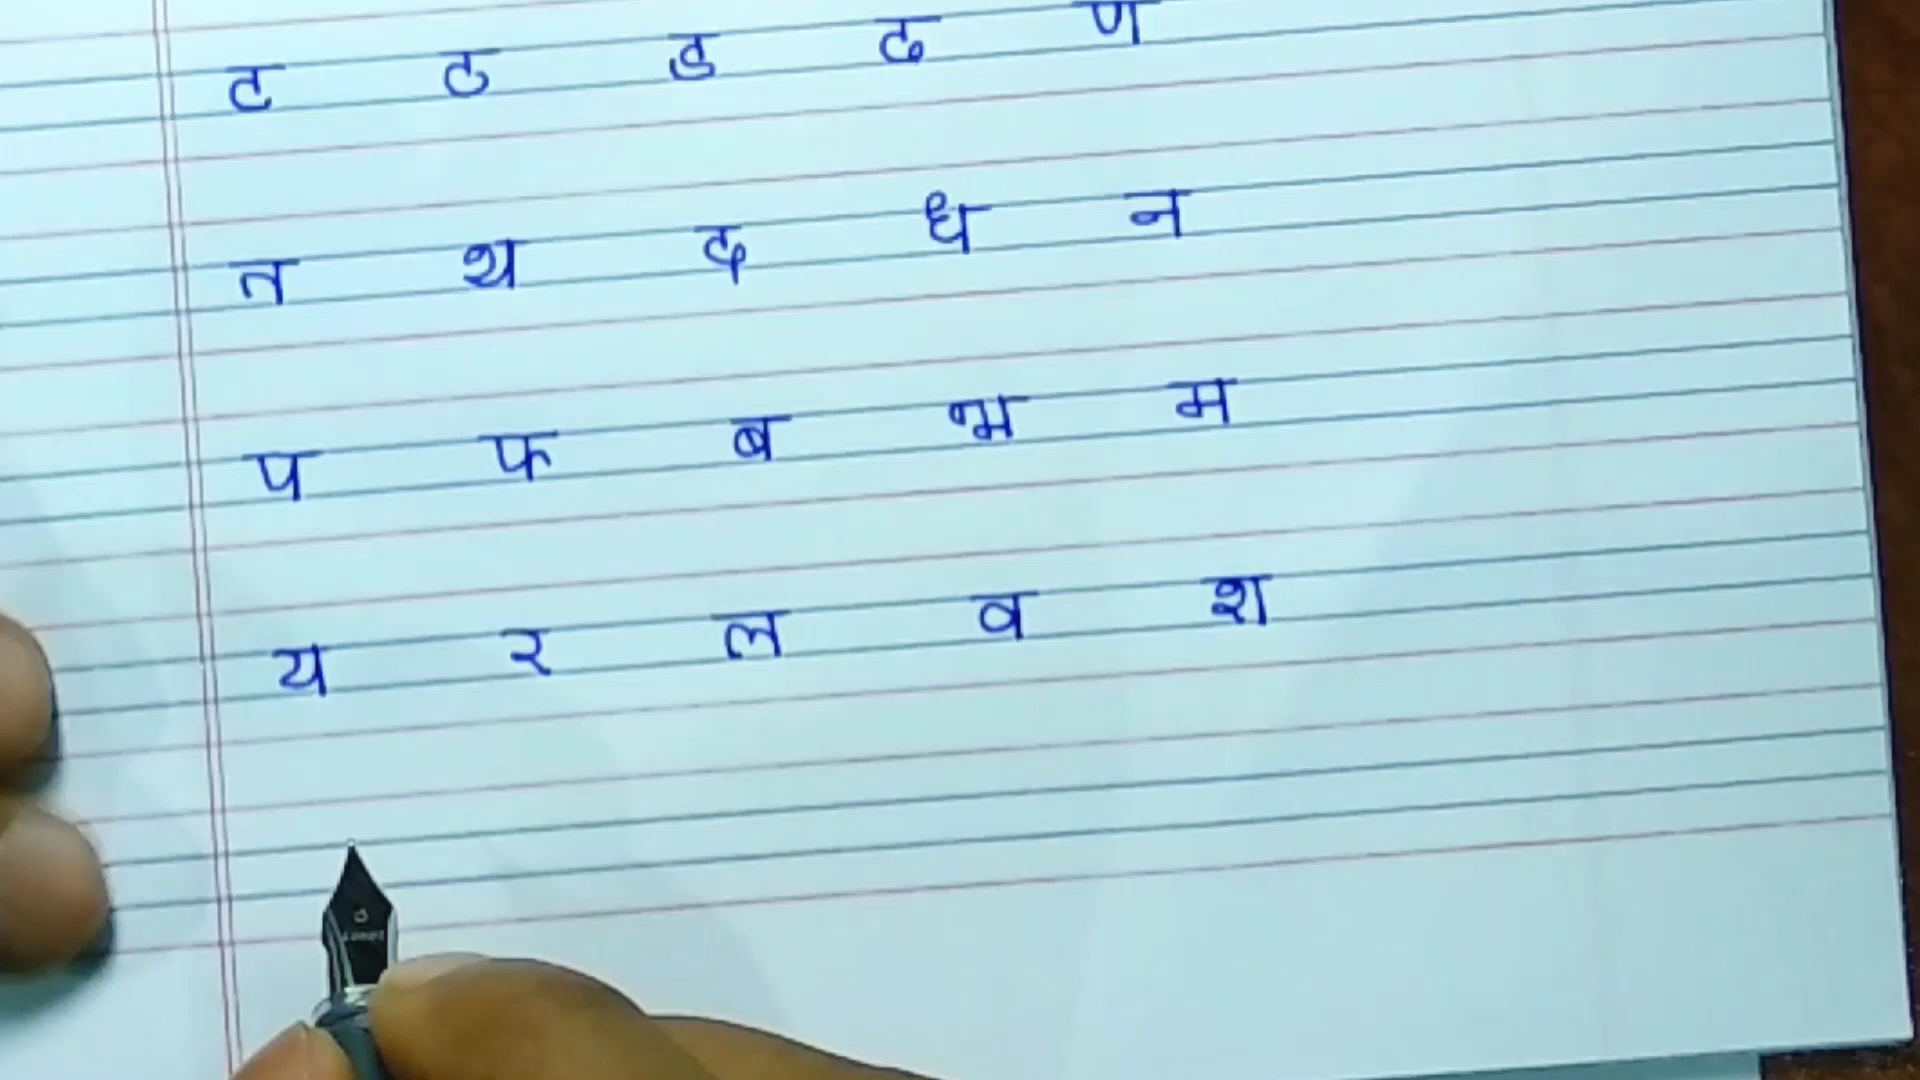 ट ठ ड ढ ण
त थ द ध न
प फ ब भ म
य र ल व श